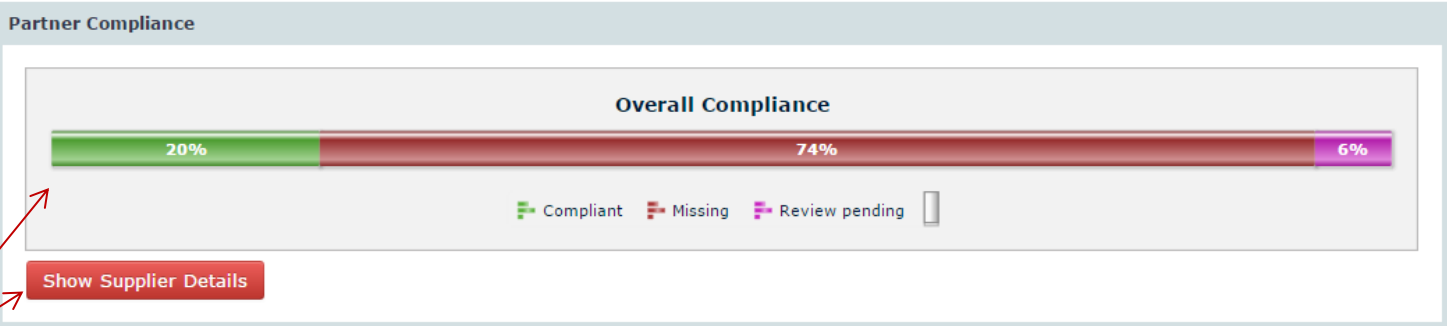 Partner Compliance
Overall Compliance
20% 74% 6%
Compliant Missing Review pending
Show Supplier Details